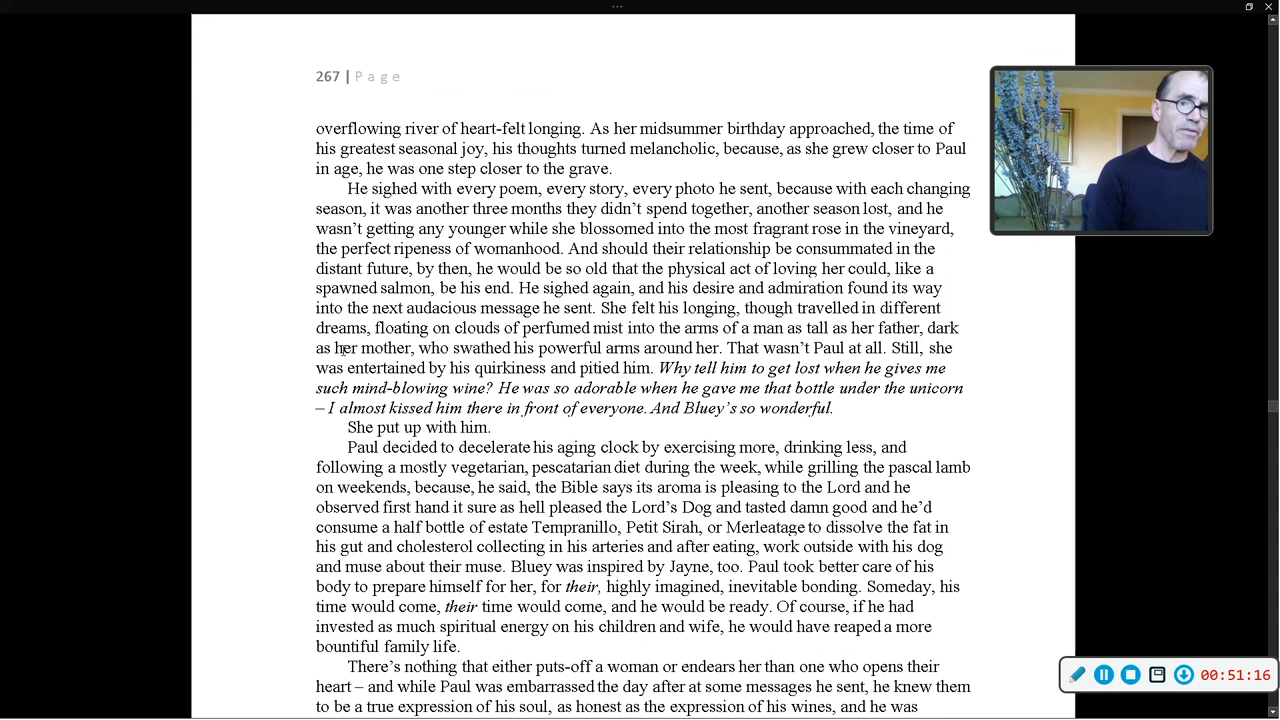 267 | Page
overflowing river of heart-felt longing. As her midsummer birthday approached, the time of
his greatest seasonal joy, his thoughts turned melancholic, because, as she grew closer to Paul
in age, he was one step closer to the grave.
He sighed with every poem, every story, every photo he sent, because with each changing
season, it was another three months they didn’t spend together, another season lost, and he
wasn’t getting any younger while she blossomed into the most fragrant rose in the vineyard,
the perfect ripeness of womanhood. And should their relationship be consummated in the
distant future, by then, he would be so old that the physical act of loving her could, like a
spawned salmon, be his end. He sighed again, and his desire and admiration found its way
into the next audacious message he sent. She felt his longing, though travelled in different
dreams, floating on clouds of perfumed mist into the arms of a man as tall as her father, dark
as her mother, who swathed his powerful arms around her. That wasn’t Paul at all. Still, she
was entertained by his quirkiness and pitied him. Why tell him to get lost when he gives me
such mind-blowing wine? He was so adorable when he gave me that bottle under the unicorn
– I almost kissed him there in front of everyone. And Bluey’s so wonderful.
She put up with him.
Paul decided to decelerate his aging clock by exercising more, drinking less, and
following a mostly vegetarian, pescatarian diet during the week, while grilling the pascal lamb
on weekends, because, he said, the Bible says its aroma is pleasing to the Lord and he
observed first hand it sure as hell pleased the Lord’s Dog and tasted damn good and he’d
consume a half bottle of estate Tempranillo, Petit Sirah, or Merleatage to dissolve the fat in
his gut and cholesterol collecting in his arteries and after eating, work outside with his dog
and muse about their muse. Bluey was inspired by Jayne, too. Paul took better care of his
body to prepare himself for her, for their, highly imagined, inevitable bonding. Someday, his
time would come, their time would come, and he would be ready. Of course, if he had
invested as much spiritual energy on his children and wife, he would have reaped a more
bountiful family life.
There’s nothing that either puts-off a woman or endears her than one who opens their
heart – and while Paul was embarrassed the day after at some messages he sent, he knew them
to be a true expression of his soul, as honest as the expression of his wines, and he was
00:51:16